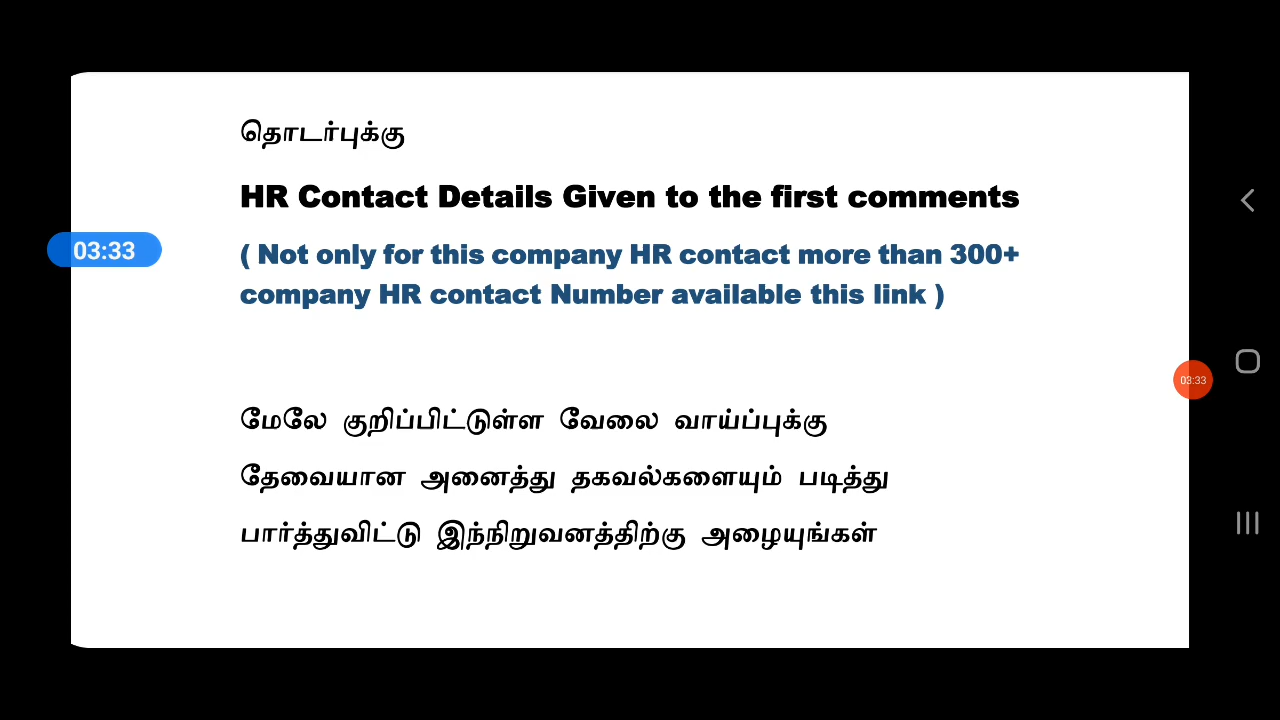 தொடர்புக்கு
HR Contact Details Given to the first comments
( Not only for this company HR contact more than 300+
company HR contact Number available this link )
03:33
03:33
மேலே குறிப்பிட்டுள்ள வேலை வாய்ப்புக்கு
தேவையான அனைத்து தகவல்களையும் படித்து
பார்த்துவிட்டு இந்நிறுவனத்திற்கு அழையுங்கள்